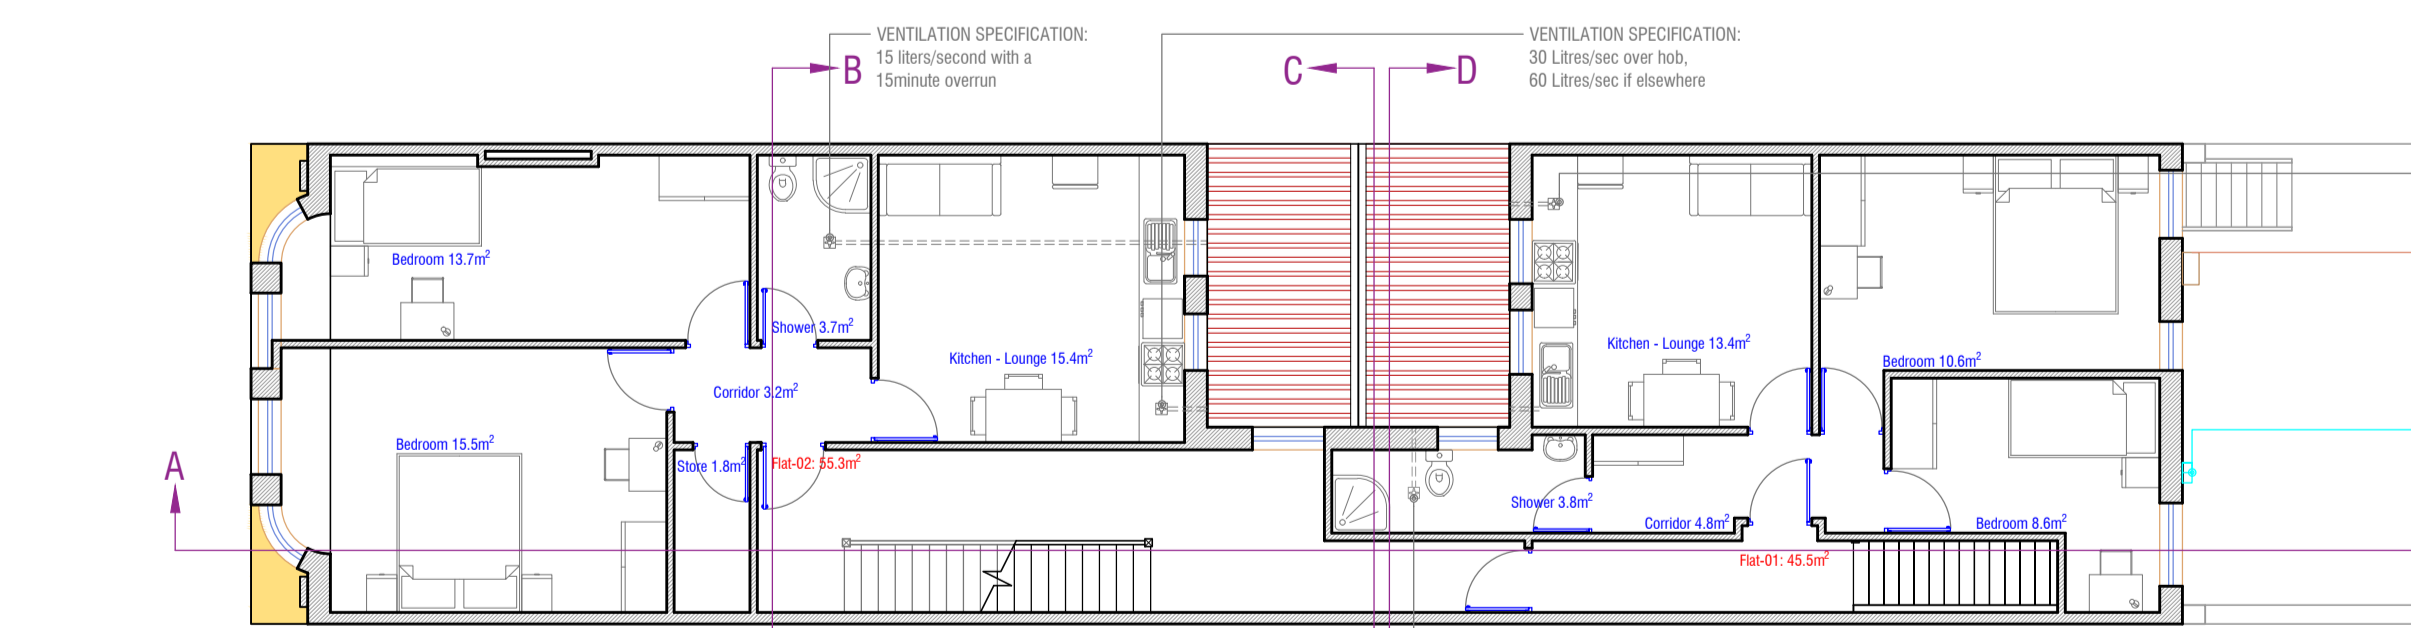 VENTILATION SPECIFICATION:
15 liters/second with a
15minute overrun
VENTILATION SPECIFICATION:
30 Litres/sec over hob,
60 Litres/sec if elsewhere
B
C
D
A
Bedroom 13.7m²
Shower 3.7m²
Kitchen - Lounge 15.4m²
Corridor 3.2m²
Bedroom 15.5m²
Store 1.8m²
Flat-02: 55.3m²
Kitchen - Lounge 13.4m²
Bedroom 10.6m²
Shower 3.8m²
Corridor 4.8m²
Bedroom 8.6m²
Flat-01: 45.5m²